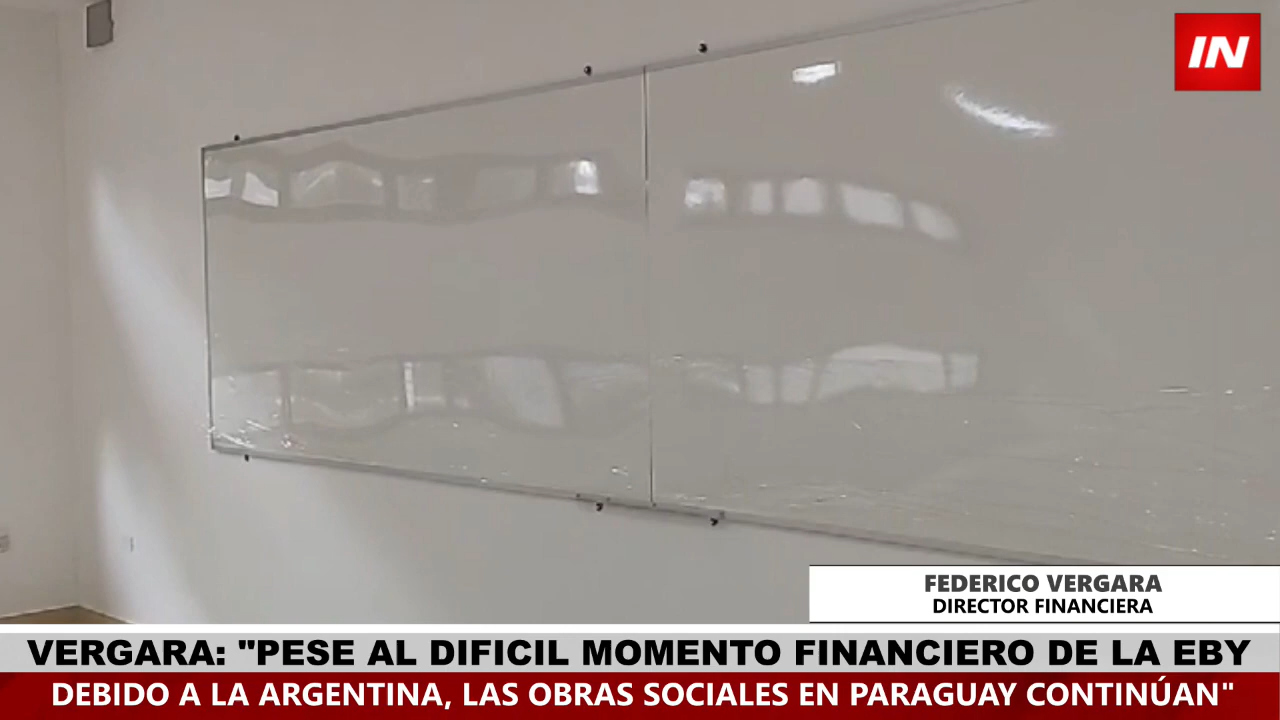 IN
FEDERICO VERGARA
DIRECTOR FINANCIERA
VERGARA: "PESE AL DIFICIL MOMENTO FINANCIERO DE LA EBY
DEBIDO A LA ARGENTINA, LAS OBRAS SOCIALES EN PARAGUAY CONTINÚAN"